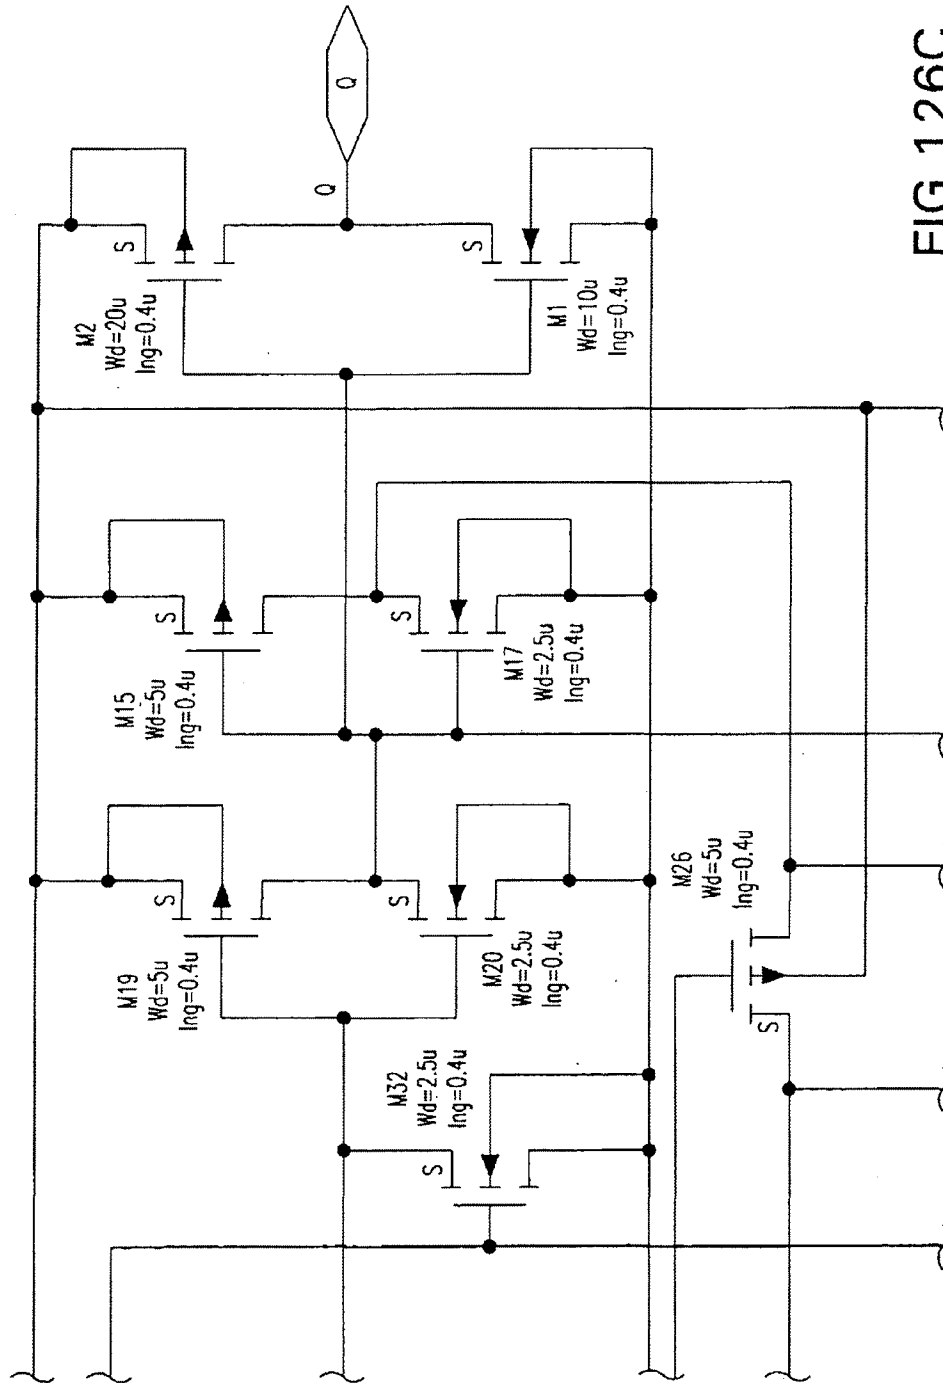 Q
Q
S
M2
Wd=20u
lng=0.4u
S
M1
Wd=10u
lng=0.4u
S
M15
Wd=5u
lng=0.4u
S
M17
Wd=2.5u
lng=0.4u
S
M19
Wd=5u
lng=0.4u
S
M20
Wd=2.5u
lng=0.4u
S
M32
Wd=2.5u
lng=0.4u
M26
Wd=5u
lng=0.4u
S
FIG.126C